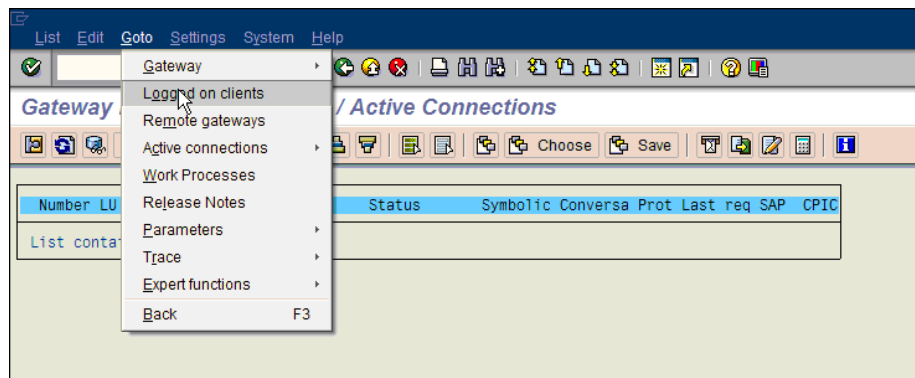 List Edit Goto Settings System Help
Gateway
Logged on clients
Remote gateways
Active connections
Work Processes
Release Notes
Parameters
Trace
Expert functions
Back F3
Gateway / Active Connections
Choose Save
Number LU Status Symbolic Conversa Prot Last req SAP CPIC
List